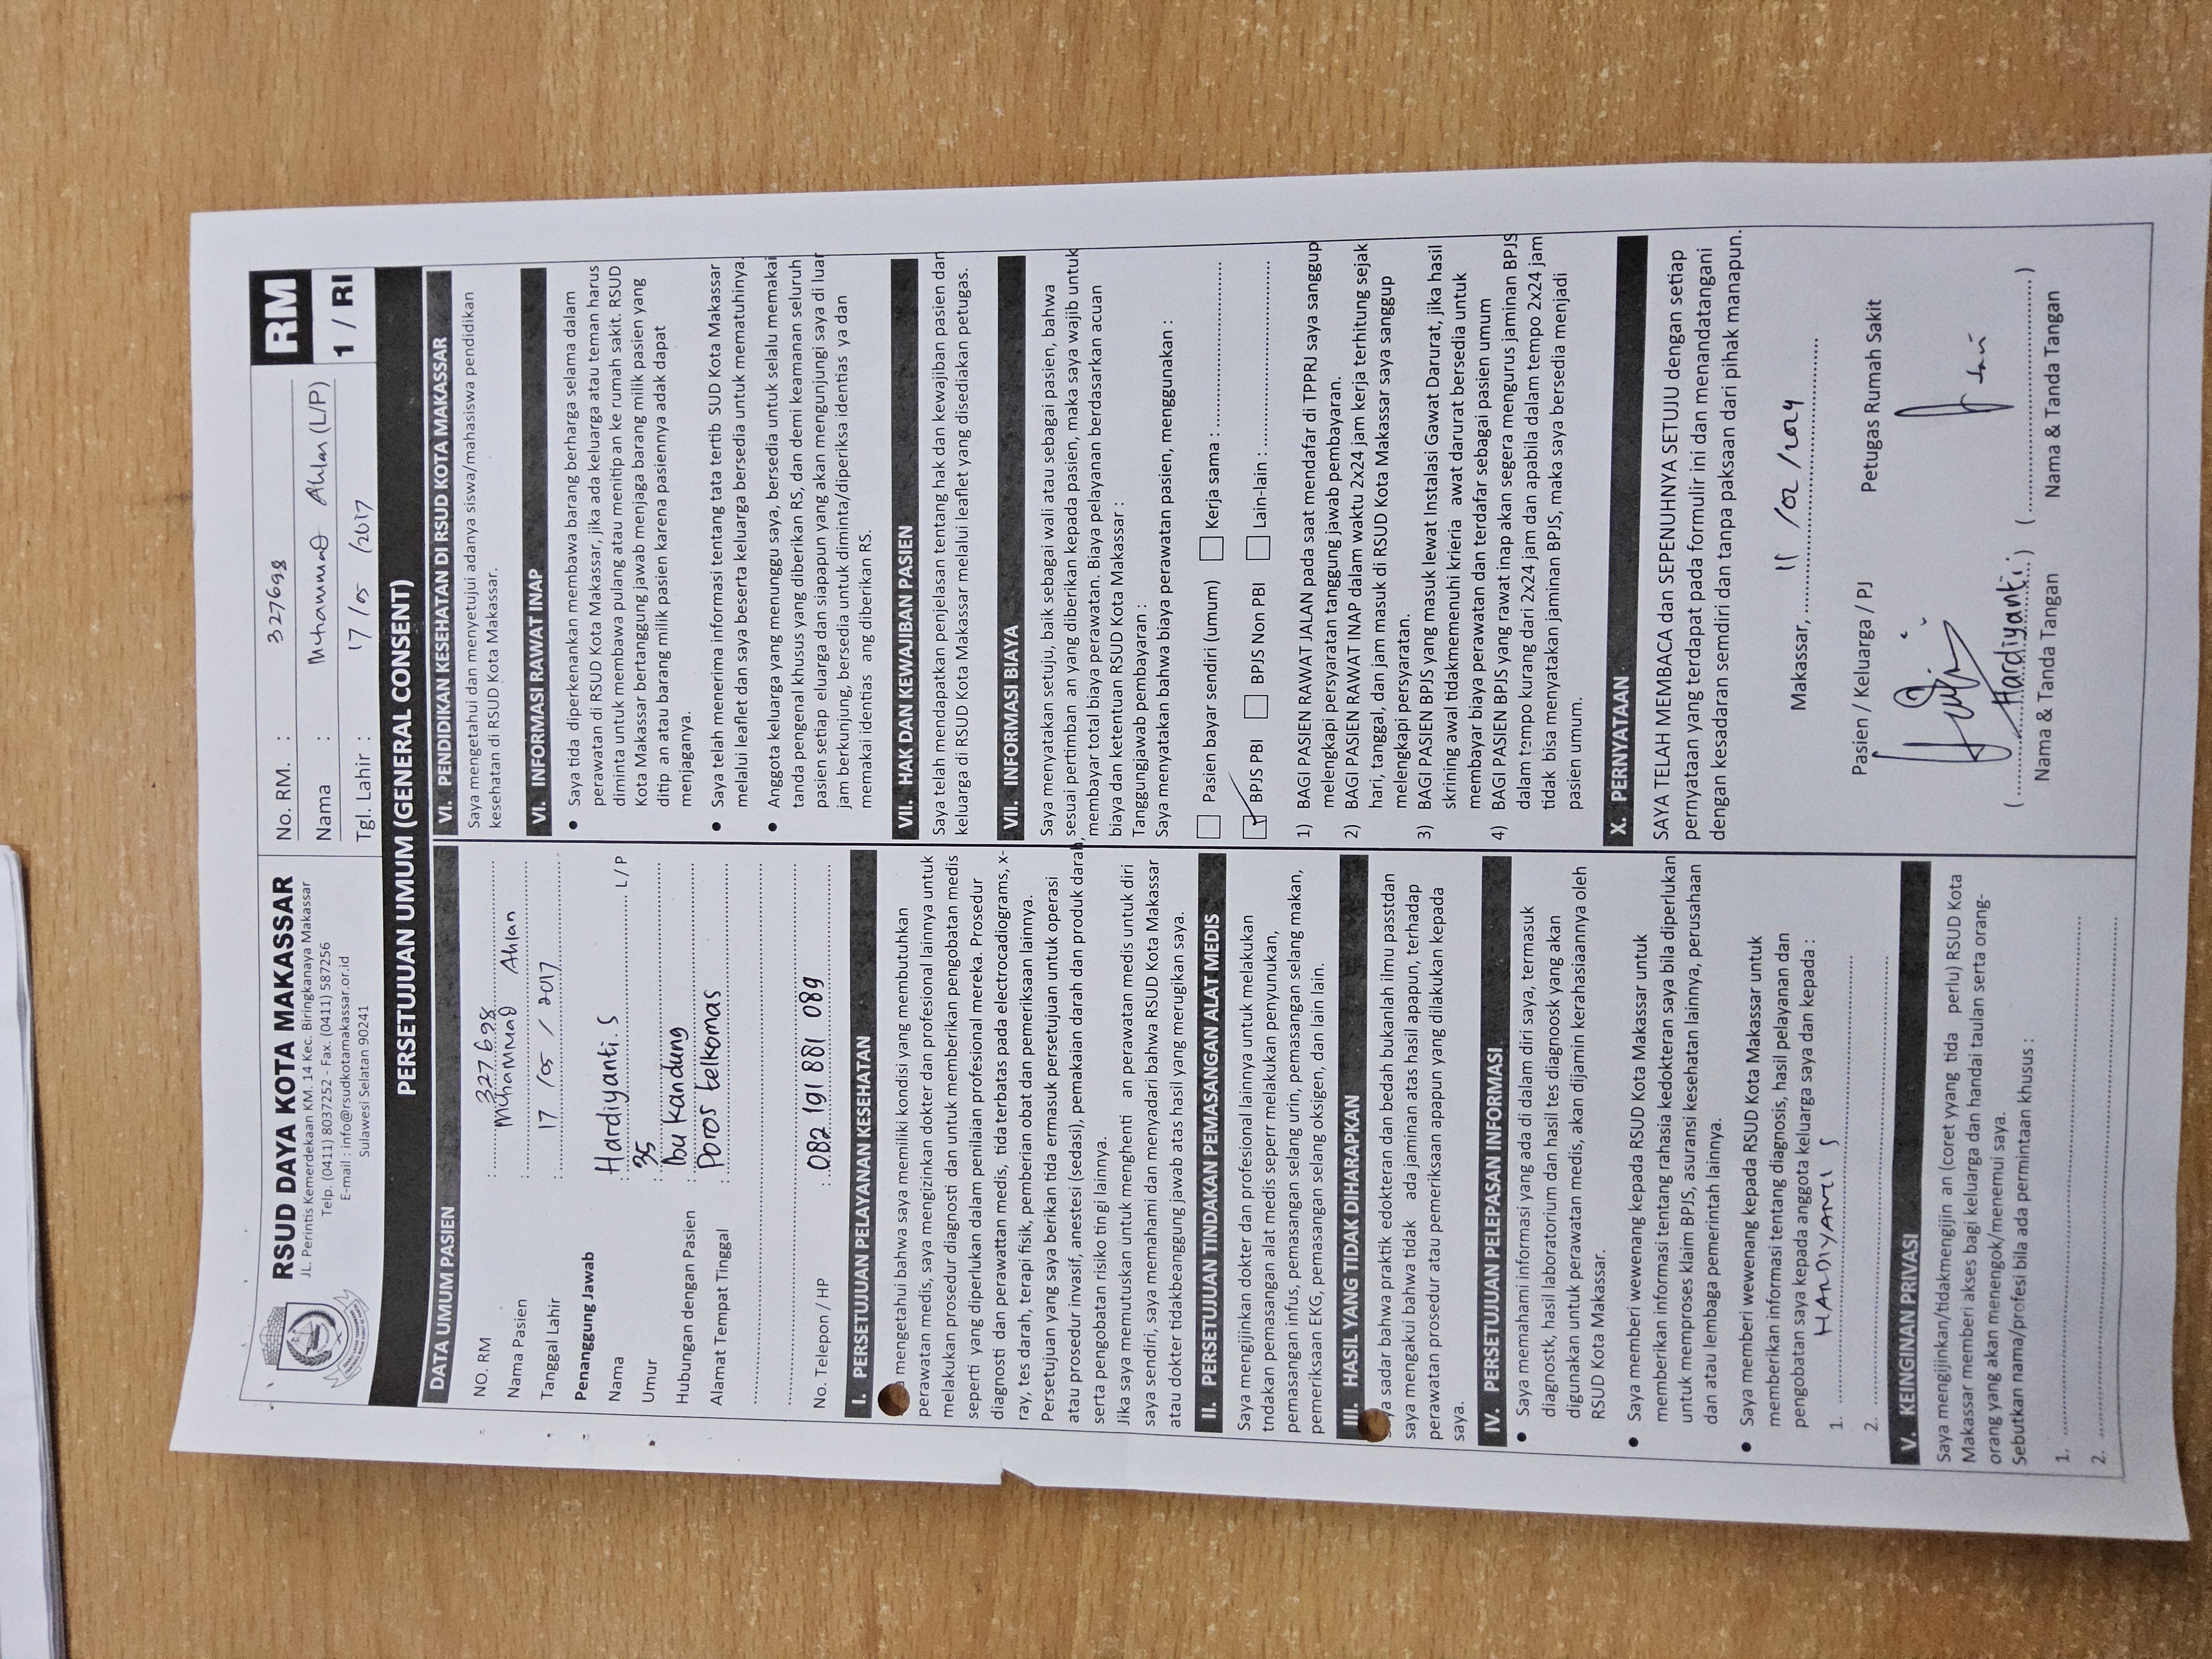 RSUD DAYA KOTA MAKASSAR
JL. Perintis Kemerdekaan KM. 14 Kec. Biringkanaya Makassar
Telp. (0411) 8037252 - Fax. (0411) 587256
E-mail : info@rsudkotamakassar.or.id
Sulawesi Selatan 90241
No. RM. : 327698
Nama : Muhammad Ahlan (L/P)
Tgl. Lahir : 17 / 05 / 2017
RM
1 / RI
PERSETUJUAN UMUM (GENERAL CONSENT)
DATA UMUM PASIEN
NO. RM : 327698
Nama Pasien : Muhammad Ahlan
Tanggal Lahir : 17 / 05 / 2017
Penanggung Jawab
Nama : Hardiyanti. S L / P
Umur : 35
Hubungan dengan Pasien : Ibu Kandung
Alamat Tempat Tinggal : Poros telkomas
No. Telepon / HP : 082 191 881 089
I. PERSETUJUAN PELAYANAN KESEHATAN
mengetahui bahwa saya memiliki kondisi yang membutuhkan
perawatan medis, saya mengizinkan dokter dan profesional lainnya untuk
melakukan prosedur diagnosti dan untuk memberikan pengobatan medis
seperti yang diperlukan dalam penilaian profesional mereka. Prosedur
diagnosti dan perawattan medis, tida terbatas pada electrocadiograms, x-
ray, tes darah, terapi fisik, pemberian obat dan pemeriksaan lainnya.
Persetujuan yang saya berikan tida ermasuk persetujuan untuk operasi
atau prosedur invasif, anestesi (sedasi), pemakaian darah dan produk darah,
serta pengobatan risiko tingi lainnya.
Jika saya memutuskan untuk menghenti an perawatan medis untuk diri
saya sendiri, saya memahami dan menyadari bahwa RSUD Kota Makassar
atau dokter tidakbeanggung jawab atas hasil yang merugikan saya.
II. PERSETUJUAN TINDAKAN PEMASANGAN ALAT MEDIS
Saya mengijinkan dokter dan profesional lainnya untuk melakukan
tndakan pemasangan alat medis seperr melakukan penyunukan,
pemasangan infus, pemasangan selang urin, pemasangan selang makan,
pemeriksaan EKG, pemasangan selang oksigen, dan lain lain.
III. HASIL YANG TIDAK DIHARAPKAN
ya sadar bahwa praktik edokteran dan bedah bukanlah ilmu passtdan
saya mengakui bahwa tidak ada jaminan atas hasil apapun, terhadap
perawatan prosedur atau pemeriksaan apapun yang dilakukan kepada
saya.
IV. PERSETUJUAN PELEPASAN INFORMASI
• Saya memahami informasi yang ada di dalam diri saya, termasuk
diagnostk, hasil laboratorium dan hasil tes diagnoosk yang akan
digunakan untuk perawatan medis, akan dijamin kerahasiaannya oleh
RSUD Kota Makassar.
• Saya memberi wewenang kepada RSUD Kota Makassar untuk
memberikan informasi tentang rahasia kedokteran saya bila diperlukan
untuk memproses klaim BPJS, asuransi kesehatan lainnya, perusahaan
dan atau lembaga pemerintah lainnya.
• Saya memberi wewenang kepada RSUD Kota Makassar untuk
memberikan informasi tentang diagnosis, hasil pelayanan dan
pengobatan saya kepada anggota keluarga saya dan kepada :
1. HANDIYANTI S
2.
V. KEINGINAN PRIVASI
Saya mengijinkan/tidakmengijin an (coret yyang tida perlu) RSUD Kota
Makassar memberi akses bagi keluarga dan handai taulan serta orang-
orang yang akan menengok/menemui saya.
Sebutkan nama/profesi bila ada permintaan khusus :
1.
2.
VI. PENDIDIKAN KESEHATAN DI RSUD KOTA MAKASSAR
Saya mengetahui dan menyetujui adanya siswa/mahasiswa pendidikan
kesehatan di RSUD Kota Makassar.
VI. INFORMASI RAWAT INAP
• Saya tida diperkenankan membawa barang berharga selama dalam
perawatan di RSUD Kota Makassar, jika ada keluarga atau teman harus
diminta untuk membawa pulang atau menitip an ke rumah sakit. RSUD
Kota Makassar bertanggung jawab menjaga barang milik pasien yang
ditip an atau barang milik pasien karena pasiennya adak dapat
menjaganya.
• Saya telah menerima informasi tentang tata tertib SUD Kota Makassar
melalui leaflet dan saya beserta keluarga bersedia untuk mematuhinya.
• Anggota keluarga yang menunggu saya, bersedia untuk selalu memakai
tanda pengenal khusus yang diberikan RS, dan demi keamanan seluruh
pasien setiap eluarga dan siapapun yang akan mengunjungi saya di luar
jam berkunjung, bersedia untuk diminta/diperiksa identias ya dan
memakai identias ang diberikan RS.
VII. HAK DAN KEWAJIBAN PASIEN
Saya telah mendapatkan penjelasan tentang hak dan kewajiban pasien dan
keluarga di RSUD Kota Makassar melalui leaflet yang disediakan petugas.
VII. INFORMASI BIAYA
Saya menyatakan setuju, baik sebagai wali atau sebagai pasien, bahwa
sesuai pertimban an yang diberikan kepada pasien, maka saya wajib untuk
membayar total biaya perawatan. Biaya pelayanan berdasarkan acuan
biaya dan ketentuan RSUD Kota Makassar :
Tanggungjawab pembayaran :
Saya menyatakan bahwa biaya perawatan pasien, menggunakan :
Pasien bayar sendiri (umum) Kerja sama :
BPJS PBI BPJS Non PBI Lain-lain :
1) BAGI PASIEN RAWAT JALAN pada saat mendafar di TPPRJ saya sanggup
melengkapi persyaratan tanggung jawab pembayaran.
2) BAGI PASIEN RAWAT INAP dalam waktu 2x24 jam kerja terhitung sejak
hari, tanggal, dan jam masuk di RSUD Kota Makassar saya sanggup
melengkapi persyaratan.
3) BAGI PASIEN BPJS yang masuk lewat Instalasi Gawat Darurat, jika hasil
skrining awal tidakmemenuhi krieria awat darurat bersedia untuk
membayar biaya perawatan dan terdafar sebagai pasien umum
4) BAGI PASIEN BPJS yang rawat inap akan segera mengurus jaminan BPJS
dalam tempo kurang dari 2x24 jam dan apabila dalam tempo 2x24 jam
tidak bisa menyatakan jaminan BPJS, maka saya bersedia menjadi
pasien umum.
X. PERNYATAAN
SAYA TELAH MEMBACA dan SEPENUHNYA SETUJU dengan setiap
pernyataan yang terdapat pada formulir ini dan menandatangani
dengan kesadaran semdiri dan tanpa paksaan dari pihak manapun.
Makassar, 11 / 02 / 2024
Pasien / Keluarga / PJ Petugas Rumah Sakit
( Hardiyanti ) ( )
Nama & Tanda Tangan Nama & Tanda Tangan